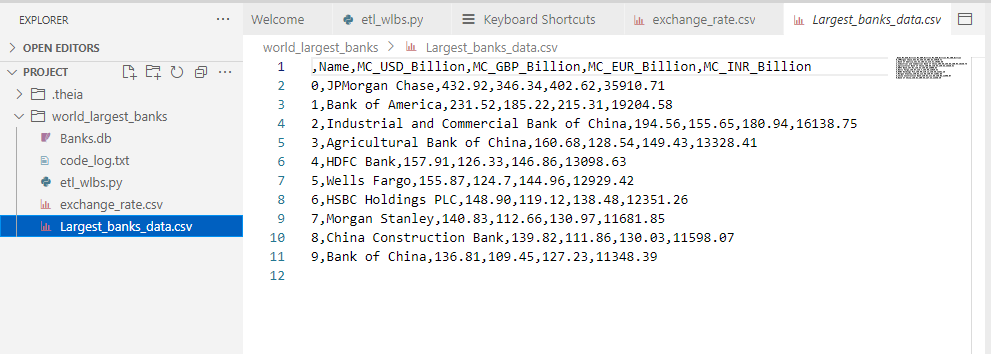 EXPLORER ···
OPEN EDITORS
PROJECT ···
.theia
world_largest_banks
Banks.db
code_log.txt
etl_wlbs.py
exchange_rate.csv
Largest_banks_data.csv
Welcome etl_wlbs.py Keyboard Shortcuts exchange_rate.csv Largest_banks_data.csv
world_largest_banks > Largest_banks_data.csv
1 ,Name,MC_USD_Billion,MC_GBP_Billion,MC_EUR_Billion,MC_INR_Billion
2 0,JPMorgan Chase,432.92,346.34,402.62,35910.71
3 1,Bank of America,231.52,185.22,215.31,19204.58
4 2,Industrial and Commercial Bank of China,194.56,155.65,180.94,16138.75
5 3,Agricultural Bank of China,160.68,128.54,149.43,13328.41
6 4,HDFC Bank,157.91,126.33,146.86,13098.63
7 5,Wells Fargo,155.87,124.7,144.96,12929.42
8 6,HSBC Holdings PLC,148.90,119.12,138.48,12351.26
9 7,Morgan Stanley,140.83,112.66,130.97,11681.85
10 8,China Construction Bank,139.82,111.86,130.03,11598.07
11 9,Bank of China,136.81,109.45,127.23,11348.39
12